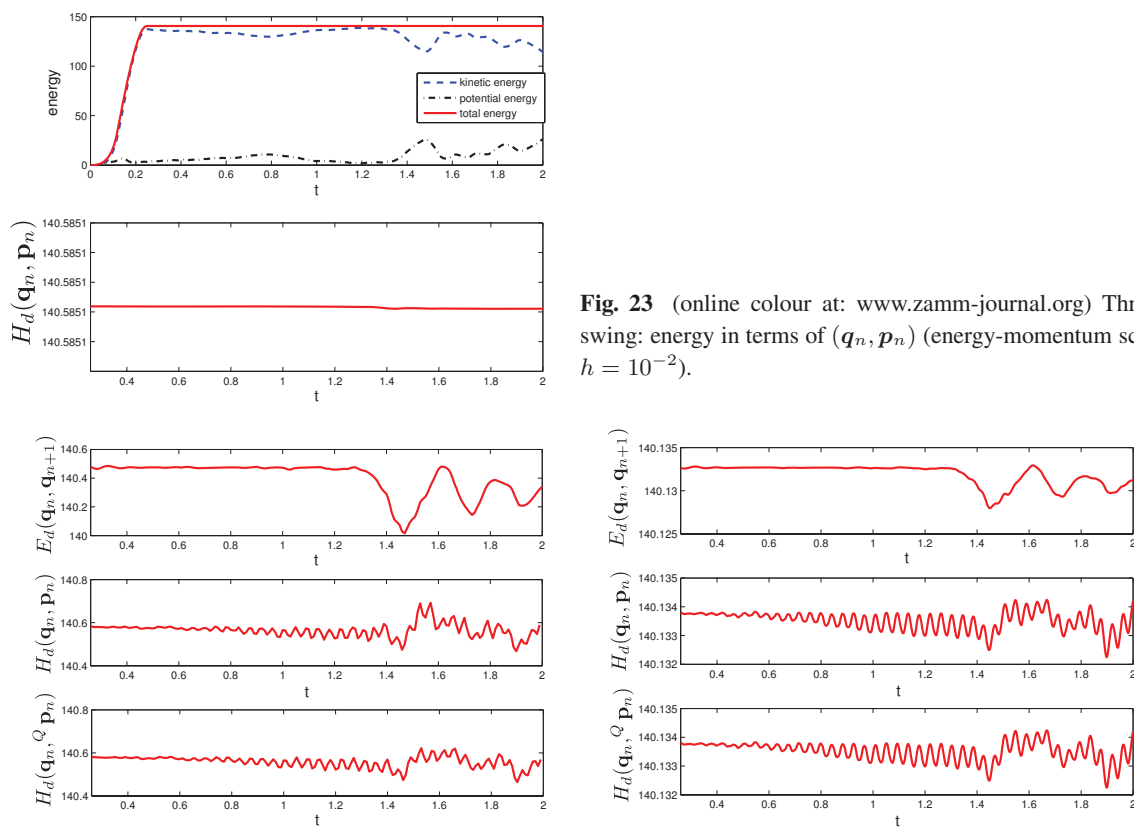 150
100
50
0
energy
kinetic energy
potential energy
total energy
0 0.2 0.4 0.6 0.8 1 1.2 1.4 1.6 1.8 2
t
140.5851
140.5851
140.5851
140.5851
140.5851
H_d(q_n, p_n)
0.4 0.6 0.8 1 1.2 1.4 1.6 1.8 2
t
Fig. 23 (online colour at: www.zamm-journal.org)
swing: energy in terms of (q_n, p_n) (energy-momentum
h = 10^{-2}).
140.6
140.4
140.2
140
E_d(q_n, q_{n+1})
0.4 0.6 0.8 1 1.2 1.4 1.6 1.8 2
t
140.8
140.6
140.4
H_d(q_n, p_n)
0.4 0.6 0.8 1 1.2 1.4 1.6 1.8 2
t
140.8
140.6
140.4
H_d(q_n, ^Q p_n)
0.4 0.6 0.8 1 1.2 1.4 1.6 1.8 2
t
140.135
140.13
140.125
E_d(q_n, q_{n+1})
0.4 0.6 0.8 1 1.2 1.4 1.6 1.8 2
t
140.135
140.134
140.133
140.132
H_d(q_n, p_n)
0.4 0.6 0.8 1 1.2 1.4 1.6 1.8 2
t
140.135
140.134
140.133
140.132
H_d(q_n, ^Q p_n)
0.4 0.6 0.8 1 1.2 1.4 1.6 1.8 2
t